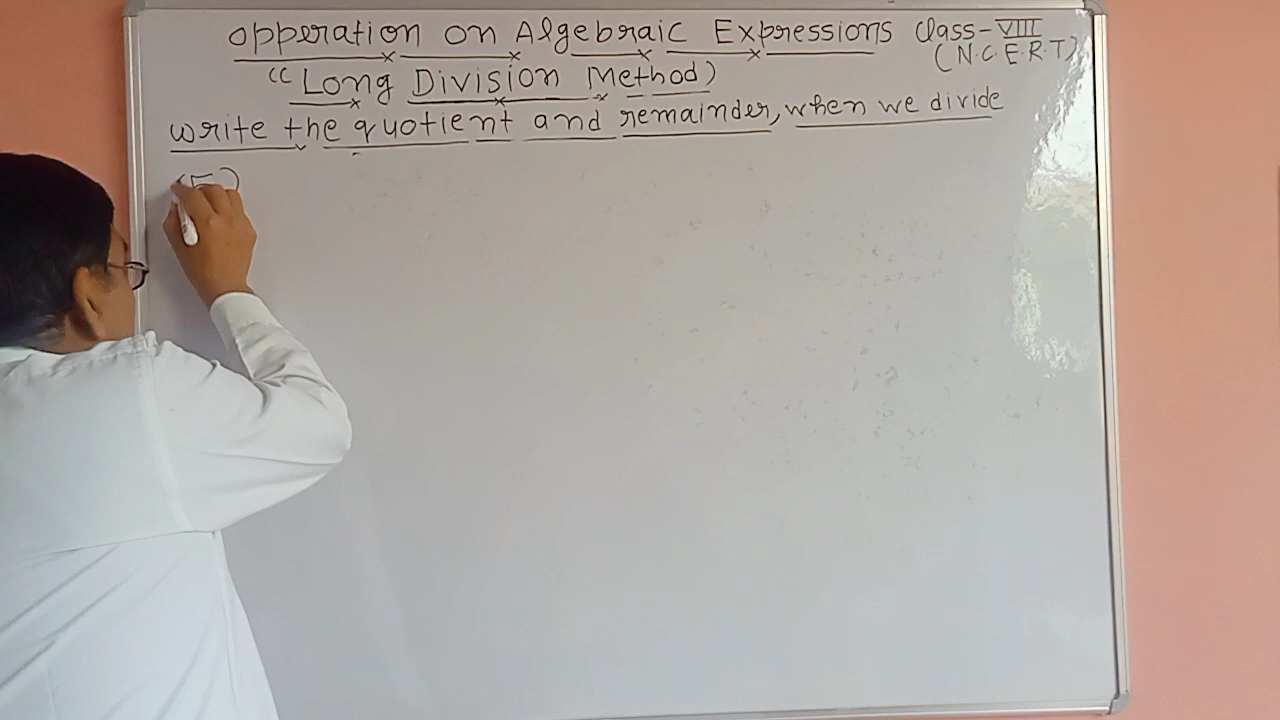 Opperation on Algebraic Expressions Class-VIII
(N.C.E.R.T)
"Long Division Method)
write the quotient and remainder, when we divide
(5)